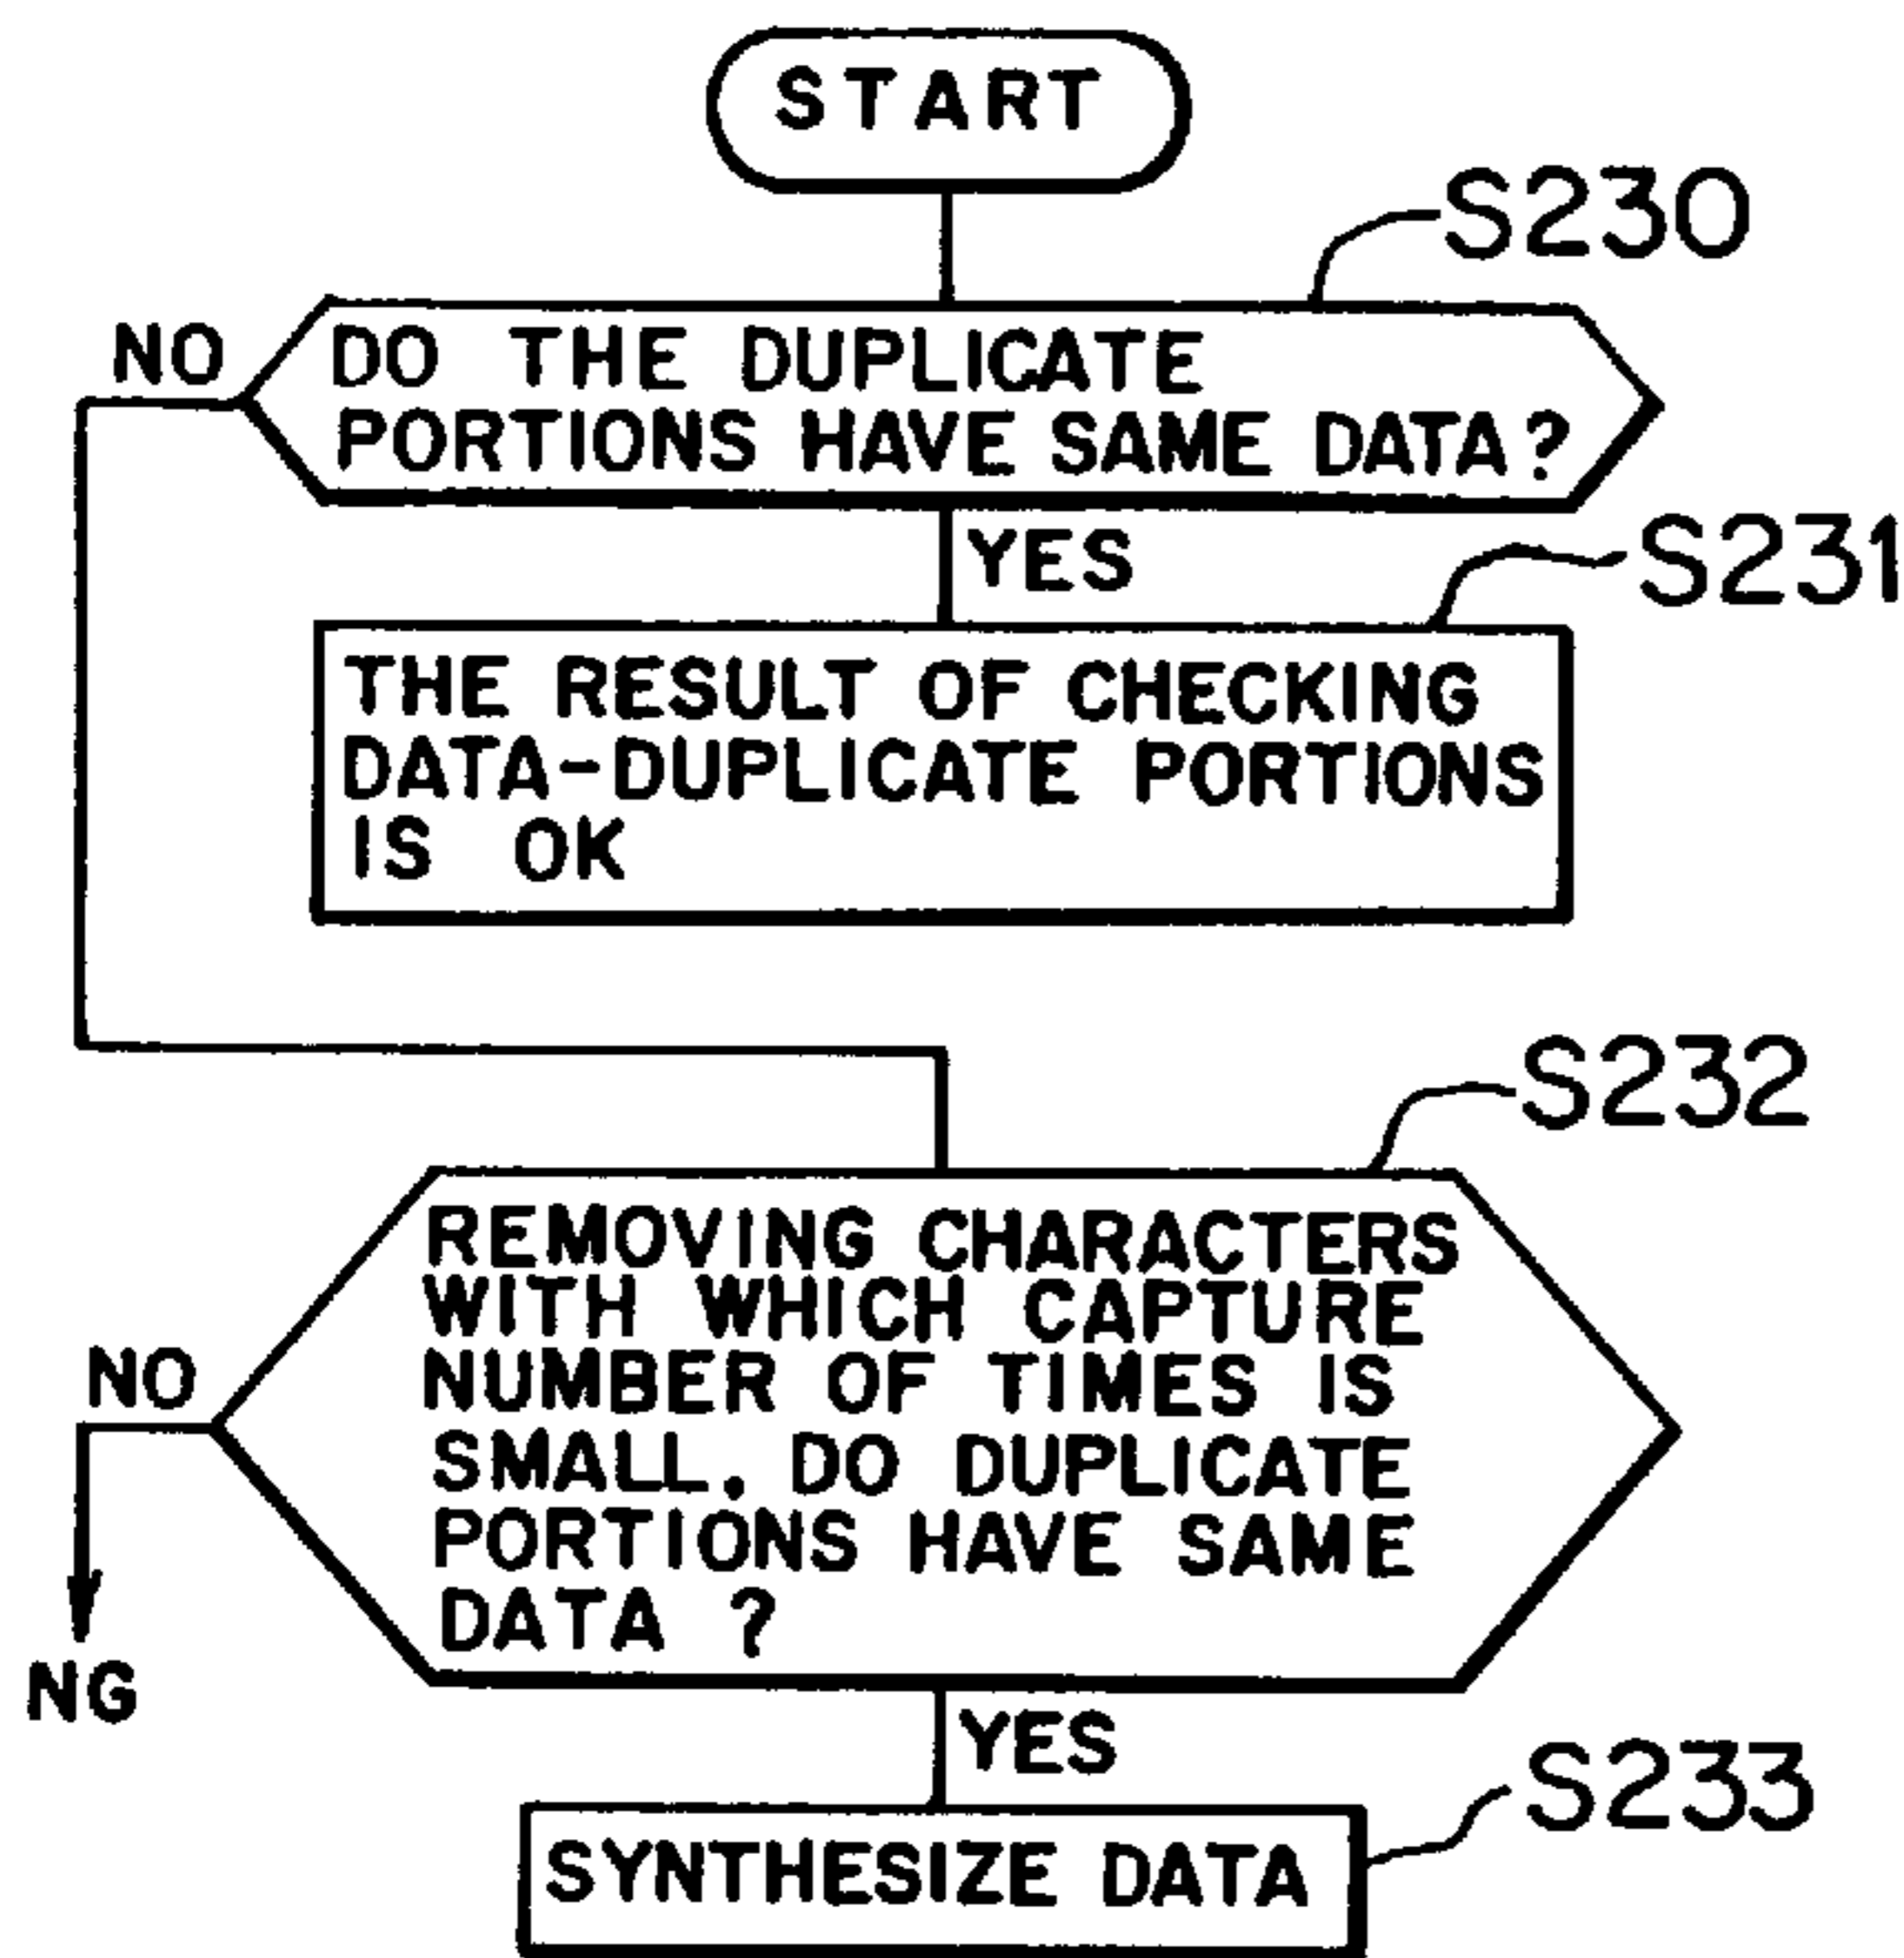 START
S230
NO
DO THE DUPLICATE
PORTIONS HAVE SAME DATA?
YES
S231
THE RESULT OF CHECKING
DATA-DUPLICATE PORTIONS
IS OK
S232
REMOVING CHARACTERS
WITH WHICH CAPTURE
NUMBER OF TIMES IS
SMALL, DO DUPLICATE
PORTIONS HAVE SAME
DATA ?
NO
NG
YES
S233
SYNTHESIZE DATA